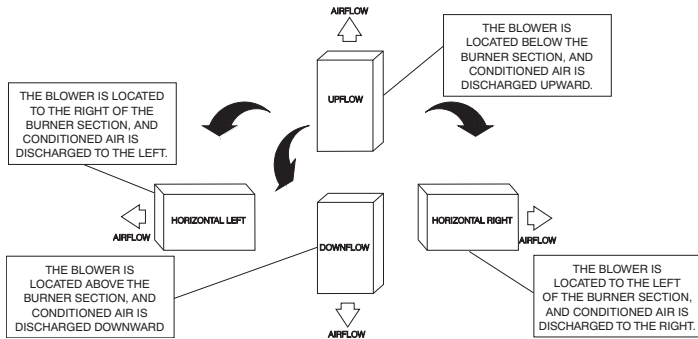 AIRFLOW
THE BLOWER IS
LOCATED BELOW THE
BURNER SECTION, AND
CONDITIONED AIR IS
DISCHARGED UPWARD.
UPFLOW
THE BLOWER IS LOCATED
TO THE RIGHT OF THE
BURNER SECTION, AND
CONDITIONED AIR IS
DISCHARGED TO THE LEFT.
HORIZONTAL LEFT
AIRFLOW
DOWNFLOW
HORIZONTAL RIGHT
AIRFLOW
THE BLOWER IS
LOCATED ABOVE THE
BURNER SECTION, AND
CONDITIONED AIR IS
DISCHARGED DOWNWARD
AIRFLOW
THE BLOWER IS
LOCATED TO THE LEFT
OF THE BURNER SECTION,
AND CONDITIONED AIR IS
DISCHARGED TO THE RIGHT.